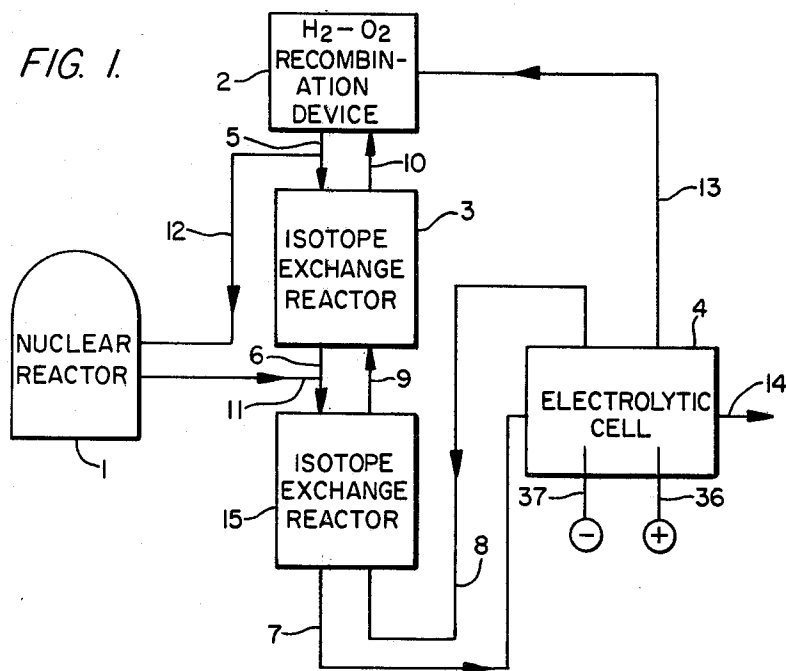 FIG. 1.
H2-O2
RECOMBIN-
ATION
DEVICE
2
5
10
13
12
3
ISOTOPE
EXCHANGE
REACTOR
4
NUCLEAR
REACTOR
6
9
11
14
ELECTROLYTIC
CELL
1
15
ISOTOPE
EXCHANGE
REACTOR
37
36
−
+
8
7